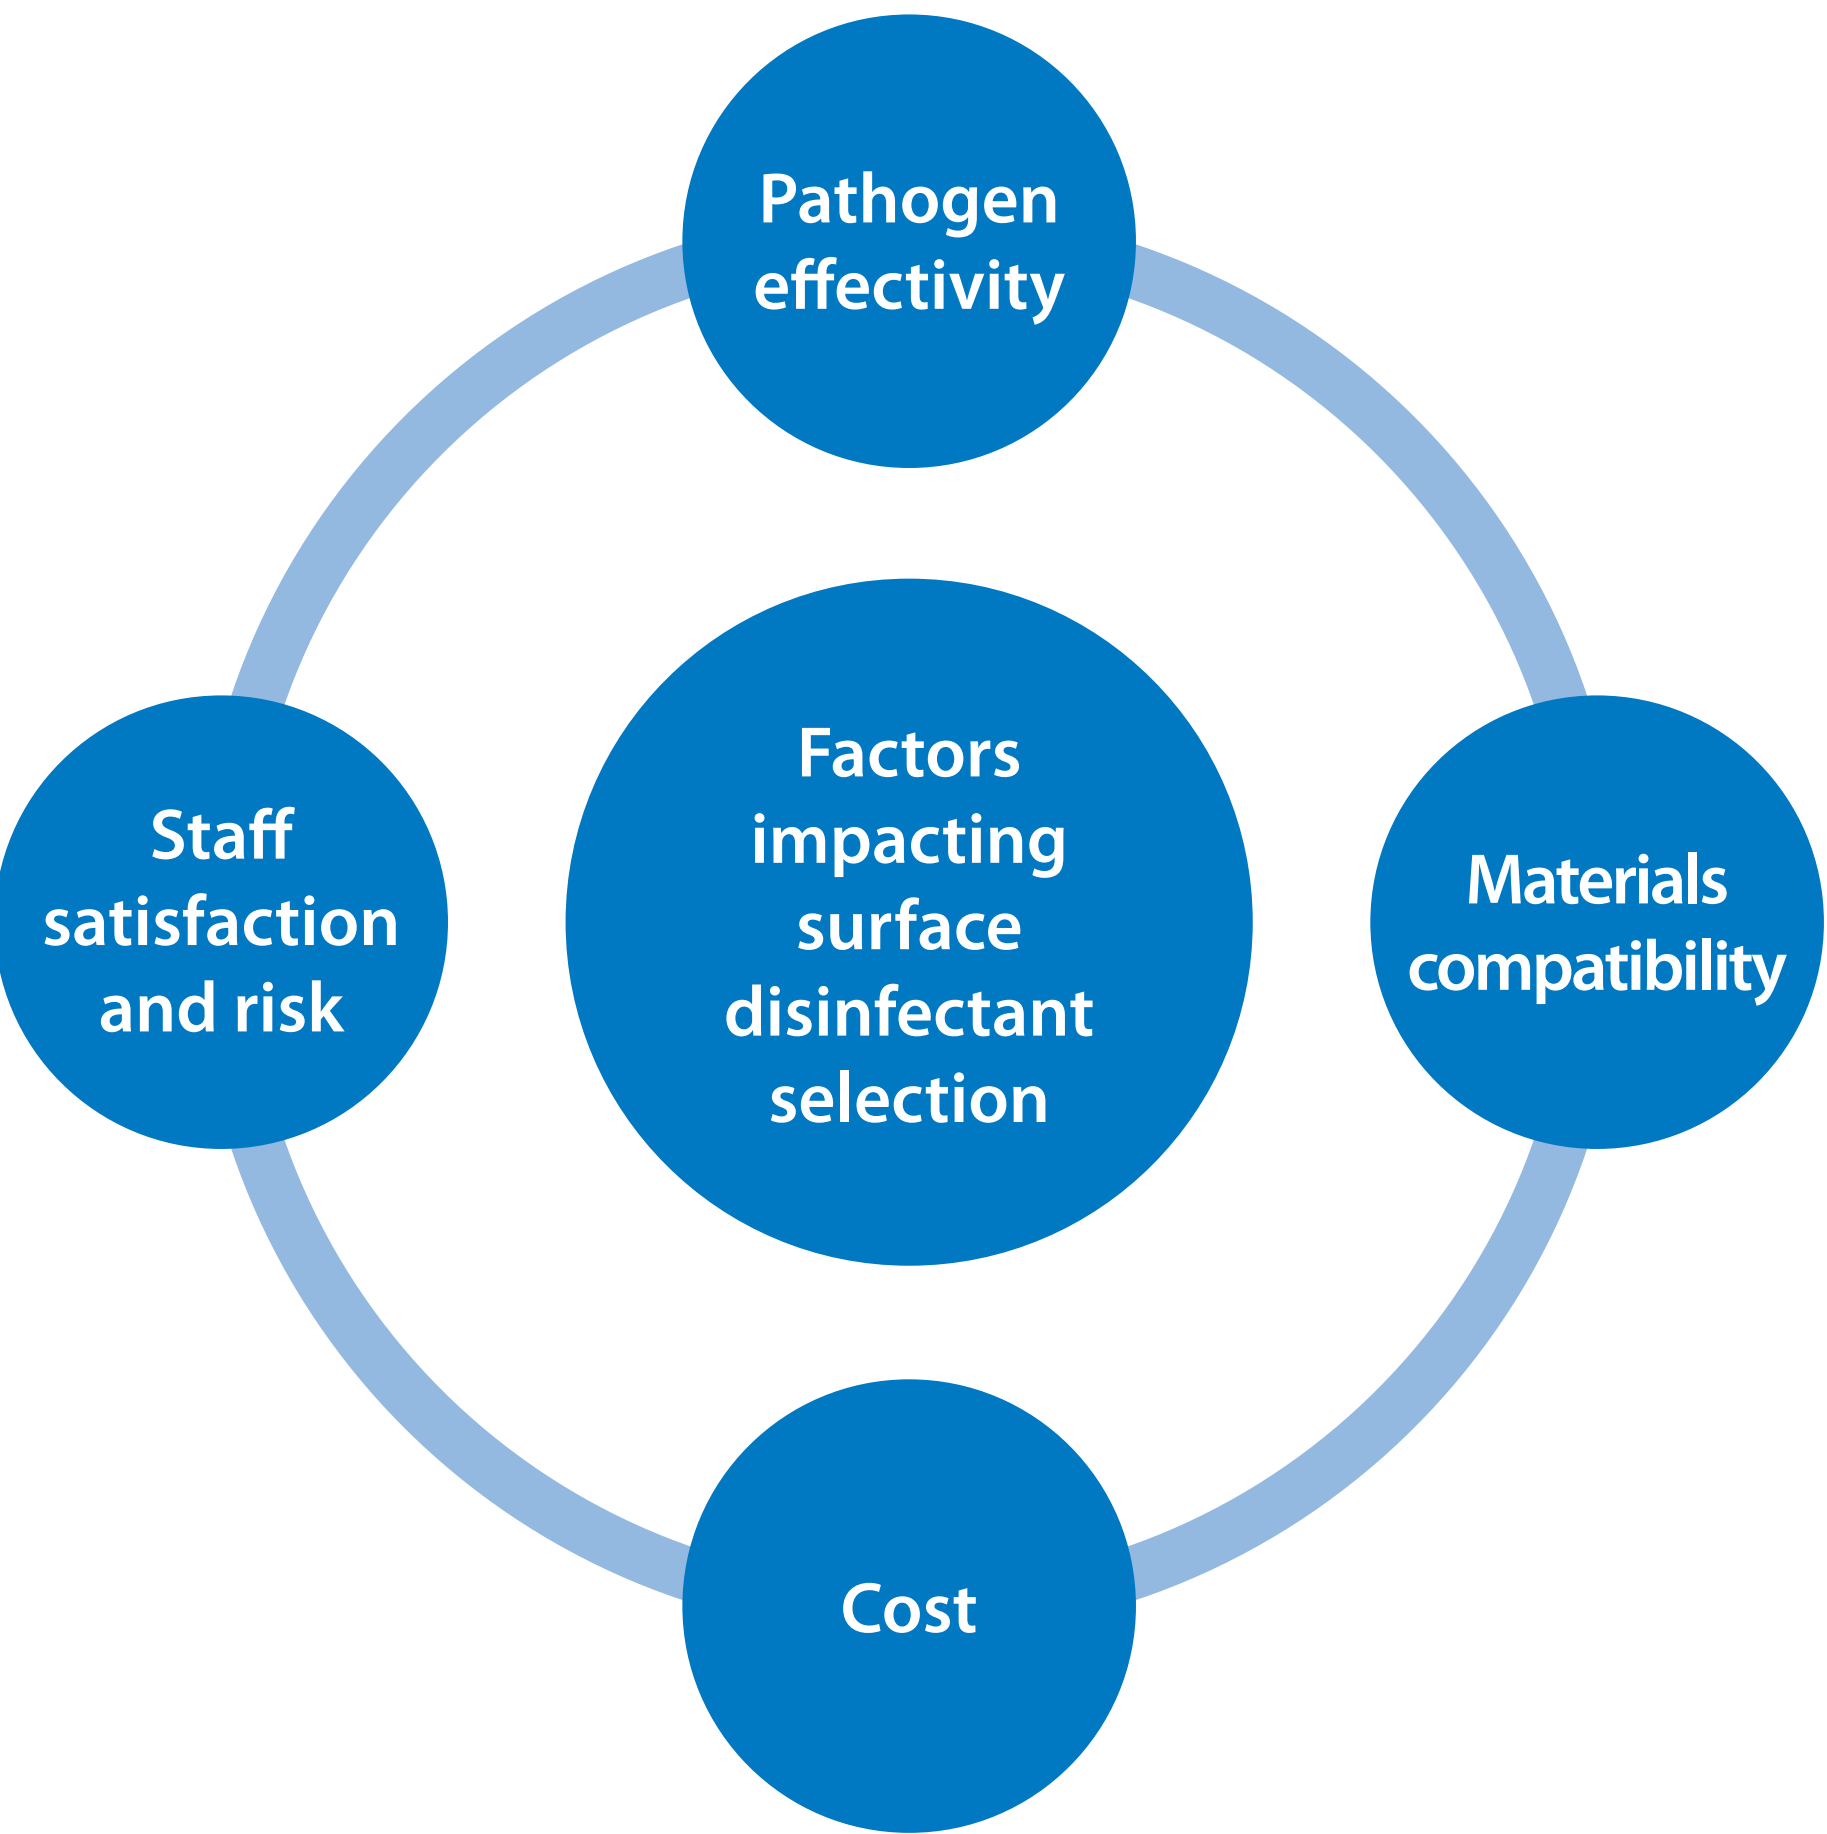 Pathogen
effectivity
Factors
impacting
surface
disinfectant
selection
Staff
satisfaction
and risk
Materials
compatibility
Cost